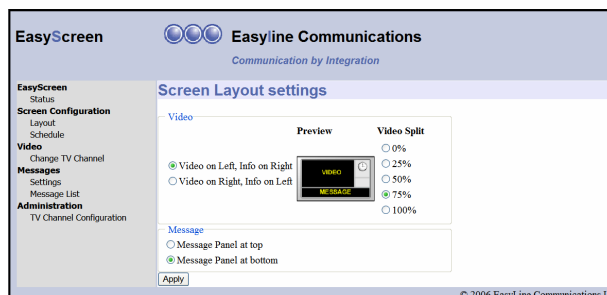 EasyScreen
Easyline Communications
Communication by Integration
EasyScreen
Status
Screen Configuration
Layout
Schedule
Video
Change TV Channel
Messages
Settings
Message List
Administration
TV Channel Configuration
Screen Layout settings
Video
Preview
Video Split
Video on Left, Info on Right
Video on Right, Info on Left
VIDEO
MESSAGE
0%
25%
50%
75%
100%
Message
Message Panel at top
Message Panel at bottom
Apply
© 2006 EasyLine Communications